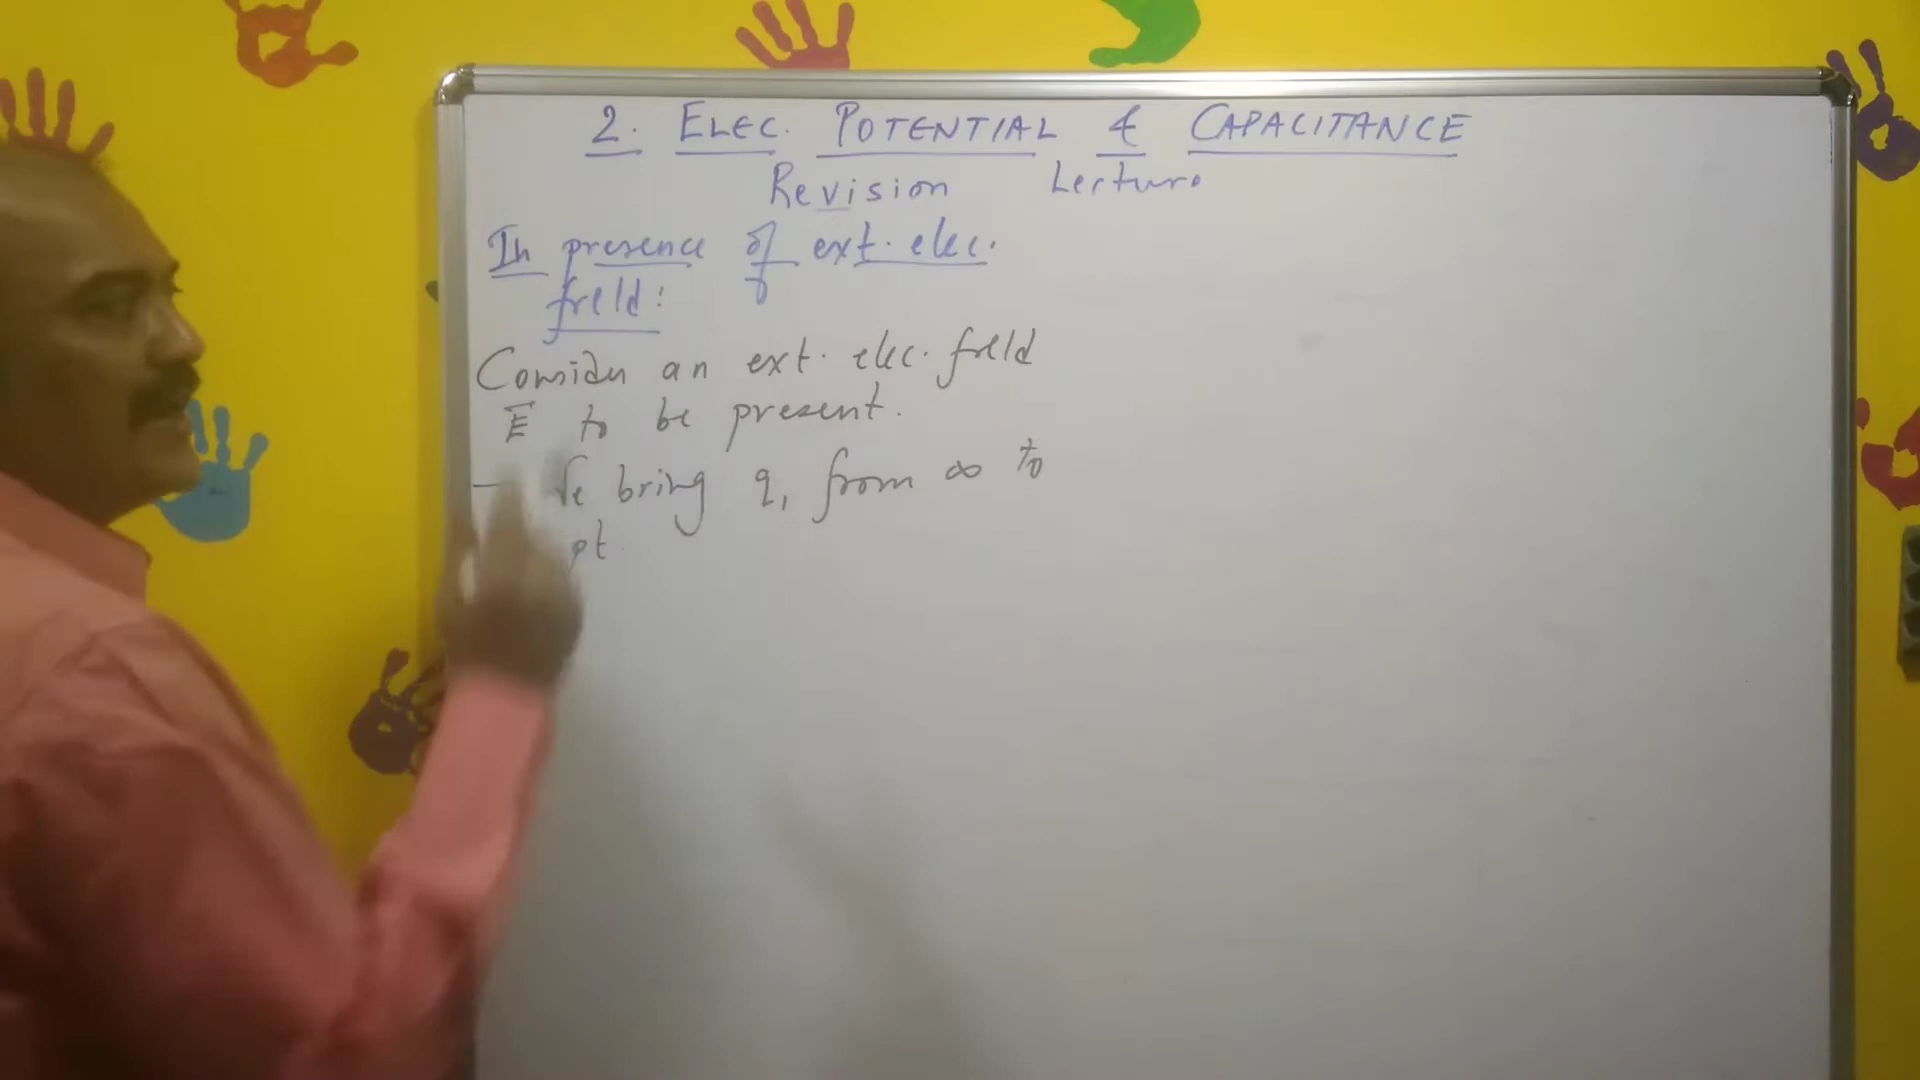 2. ELEC. POTENTIAL & CAPACITANCE
Revision Lecture
In presence of ext. elec.
field:
Consider an ext. elec. field
E to be present.
bring q₁ from ∞ to
pt